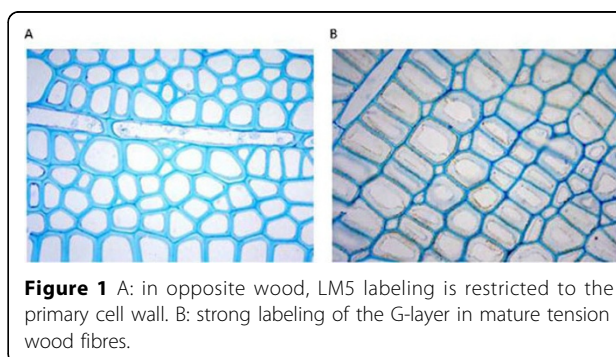 A
B
Figure 1 A: in opposite wood, LM5 labeling is restricted to the
primary cell wall. B: strong labeling of the G-layer in mature tension
wood fibres.